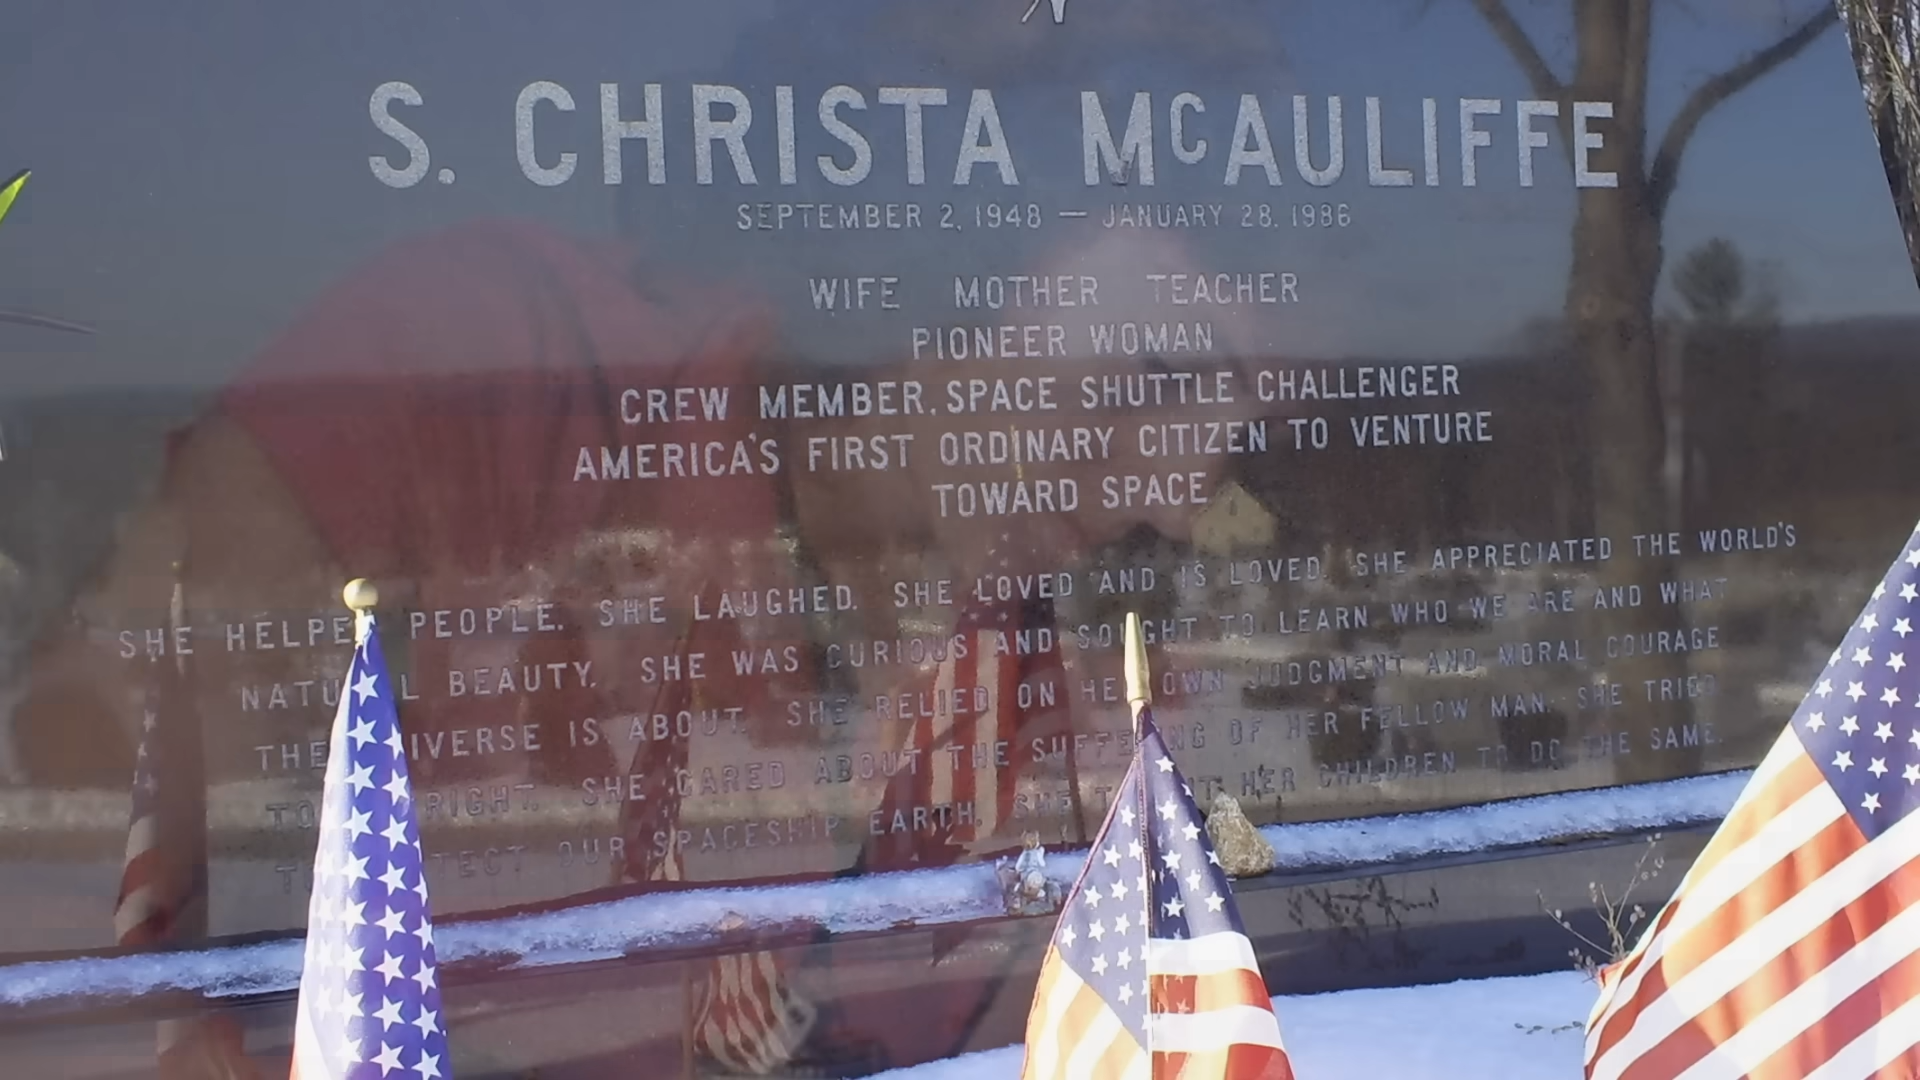 S. CHRISTA MCAULIFFE
SEPTEMBER 2, 1948 — JANUARY 28, 1986
WIFE MOTHER TEACHER
PIONEER WOMAN
CREW MEMBER, SPACE SHUTTLE CHALLENGER
AMERICA'S FIRST ORDINARY CITIZEN TO VENTURE
TOWARD SPACE
SHE HELPED PEOPLE. SHE LAUGHED. SHE LOVED AND IS LOVED. SHE APPRECIATED THE WORLD'S
NATURAL BEAUTY. SHE WAS CURIOUS AND SOUGHT TO LEARN WHO WE ARE AND WHAT
THE UNIVERSE IS ABOUT. SHE RELIED ON HER OWN JUDGMENT AND MORAL COURAGE
TO RIGHT. SHE CARED ABOUT THE SUFFERING OF HER FELLOW MAN. SHE TRIED
TO PROTECT OUR SPACESHIP EARTH. SHE TAUGHT HER CHILDREN TO DO THE SAME.